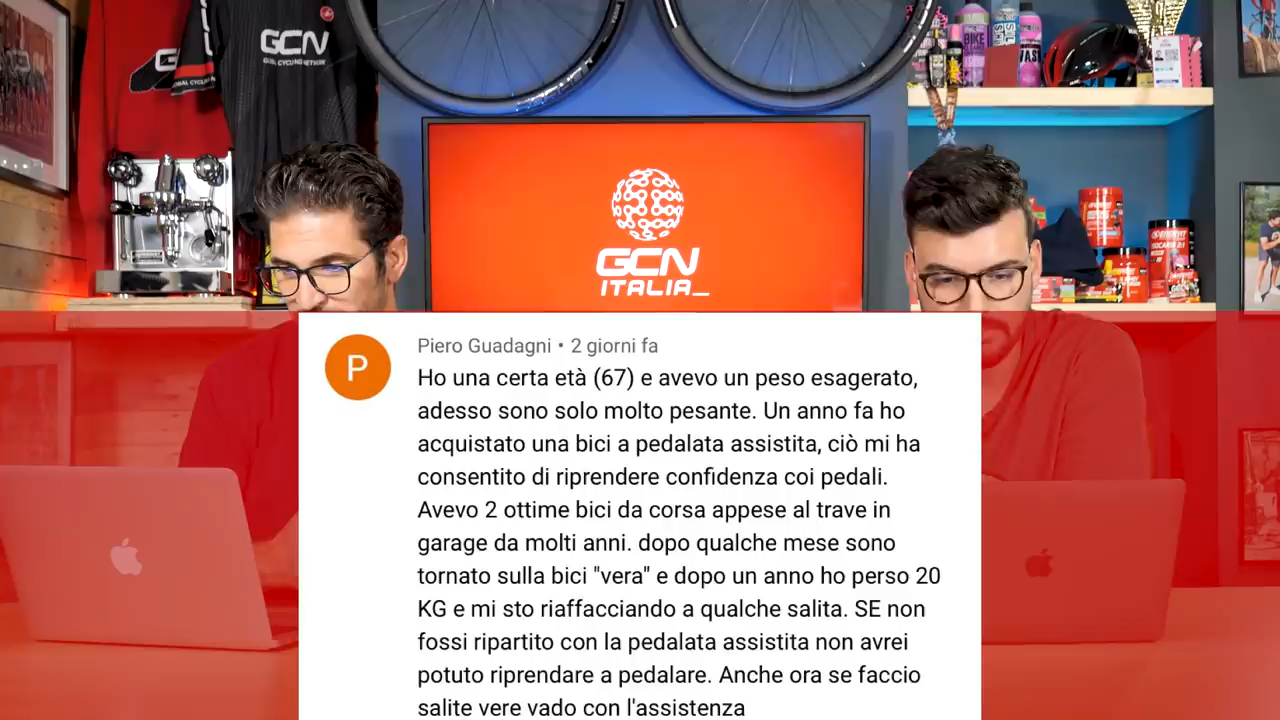 GCN
GLOBAL CYCLING NETWORK
GCN
ITALIA_
P
Piero Guadagni • 2 giorni fa
Ho una certa età (67) e avevo un peso esagerato,
adesso sono solo molto pesante. Un anno fa ho
acquistato una bici a pedalata assistita, ciò mi ha
consentito di riprendere confidenza coi pedali.
Avevo 2 ottime bici da corsa appese al trave in
garage da molti anni. dopo qualche mese sono
tornato sulla bici "vera" e dopo un anno ho perso 20
KG e mi sto riaffacciando a qualche salita. SE non
fossi ripartito con la pedalata assistita non avrei
potuto riprendare a pedalare. Anche ora se faccio
salite vere vado con l'assistenza